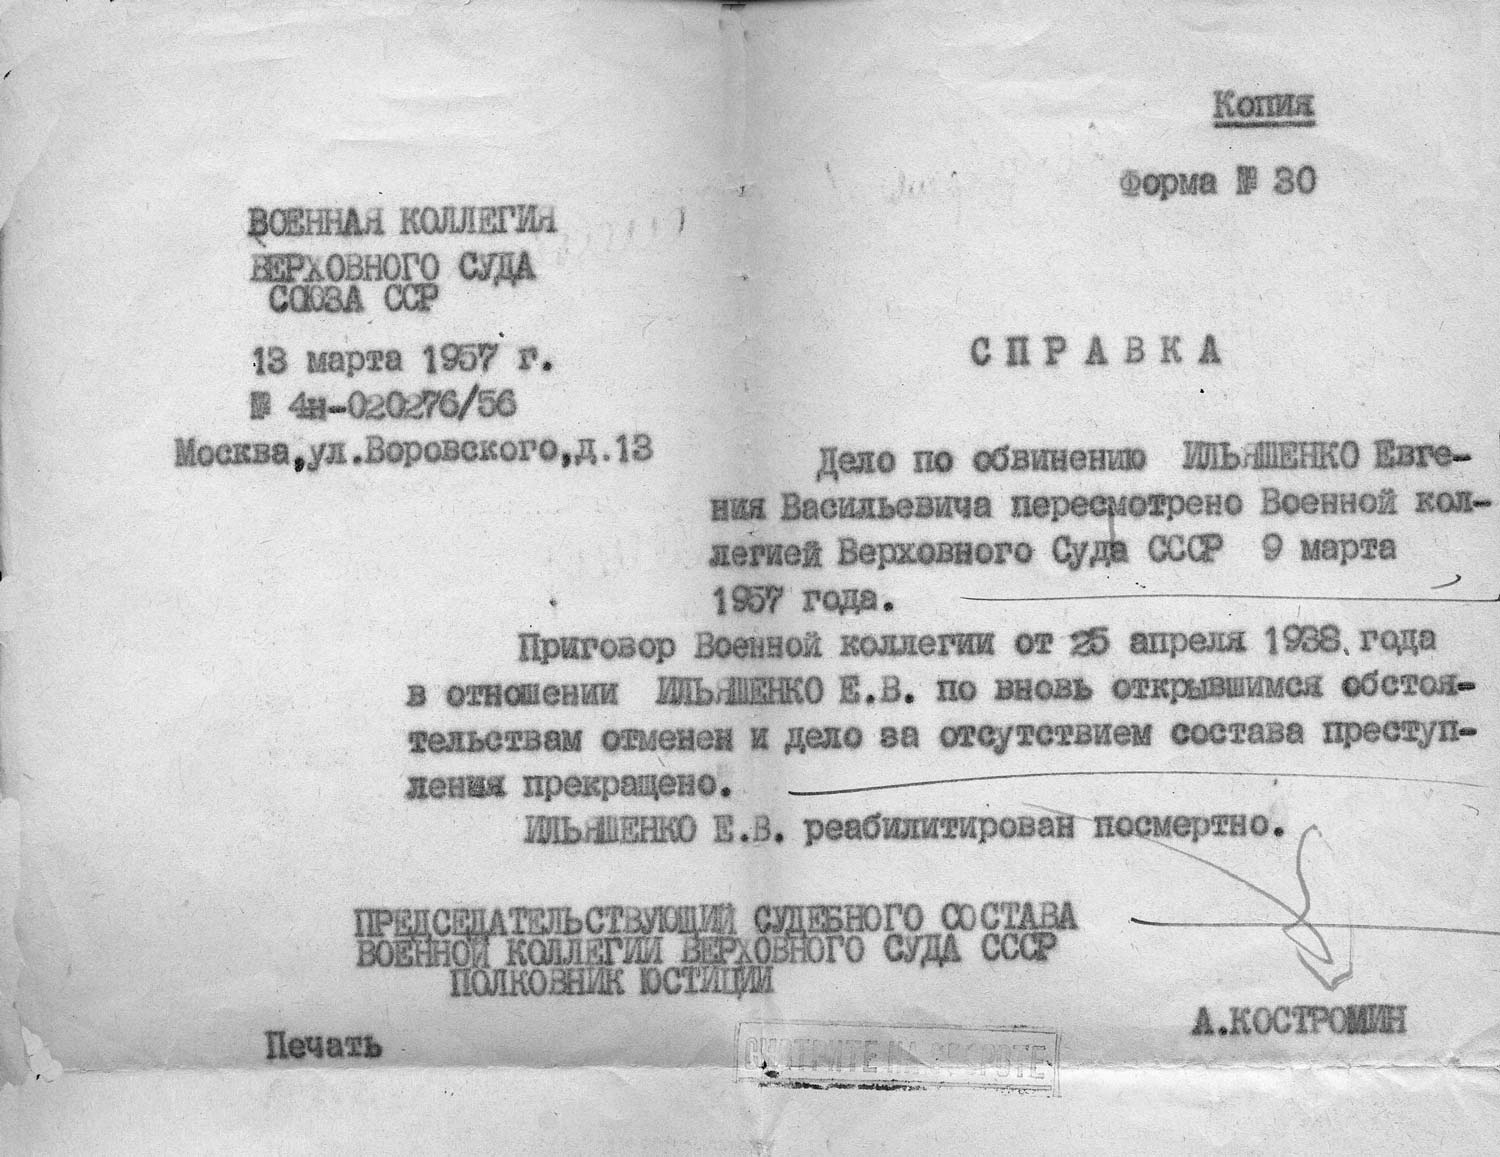 Копия
Форма № 30
ВОЕННАЯ КОЛЛЕГИЯ
ВЕРХОВНОГО СУДА
СОЮЗА ССР
13 марта 1957 г.
№ 4н-020276/56
Москва,ул.Воровского,д.13
СПРАВКА
Дело по обвинению ИЛЬЯШЕНКО Евге-
ния Васильевича пересмотрено Военной кол-
легией Верховного Суда СССР 9 марта
1957 года.
Приговор Военной коллегии от 25 апреля 1938 года
в отношении ИЛЬЯШЕНКО Е.В. по вновь открывшимся обстоя-
тельствам отменен и дело за отсутствием состава преступ-
ления прекращено.
ИЛЬЯШЕНКО Е.В. реабилитирован посмертно.
ПРЕДСЕДАТЕЛЬСТВУЮЩИЙ СУДЕБНОГО СОСТАВА
ВОЕННОЙ КОЛЛЕГИИ ВЕРХОВНОГО СУДА СССР
ПОЛКОВНИК ЮСТИЦИИ
А.КОСТРОМИН
Печать
СМОТРИТЕ НА ОБОРОТЕ